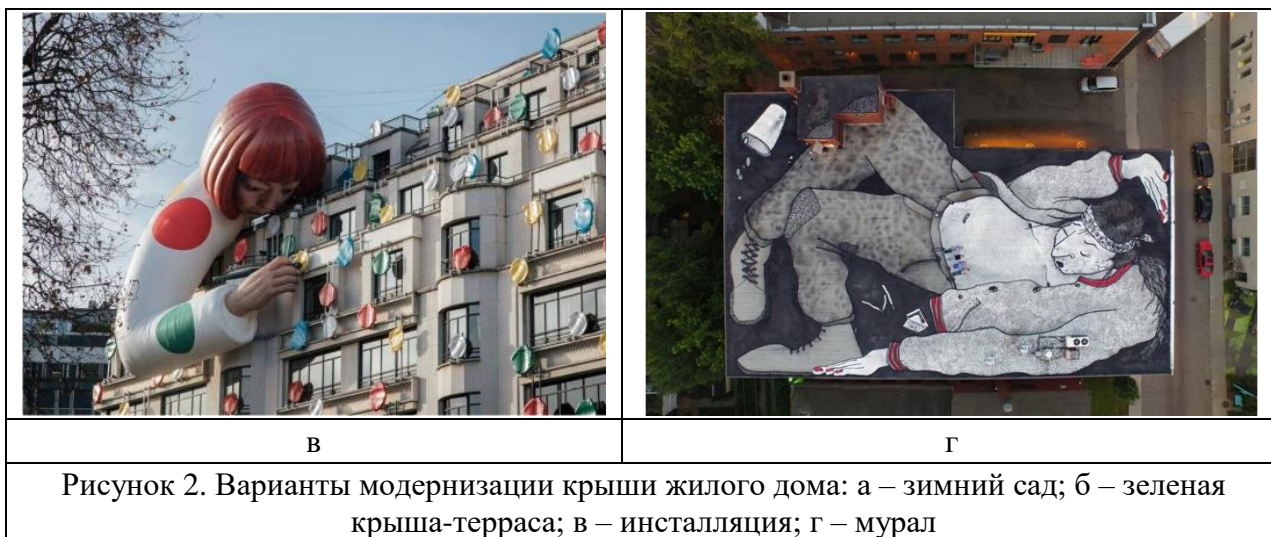 в
г
Рисунок 2. Варианты модернизации крыши жилого дома: а – зимний сад; б – зеленая
крыша-терраса; в – инсталляция; г – мурал